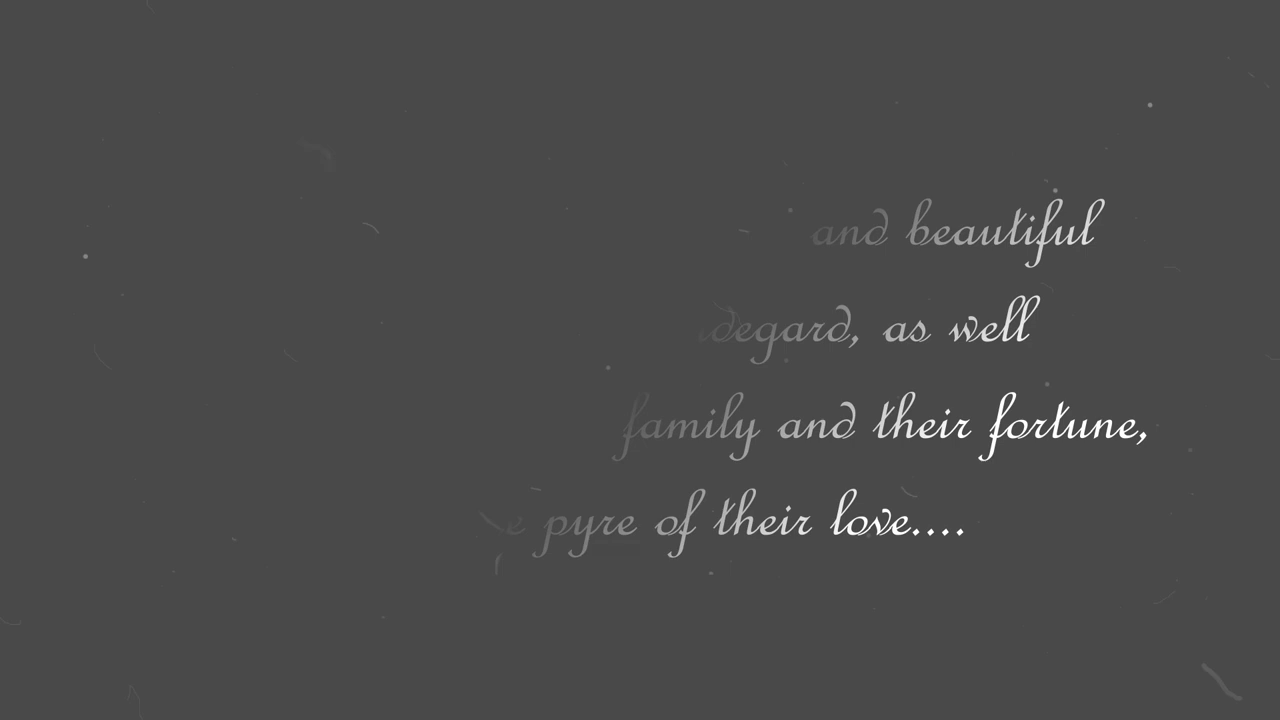 and beautiful
degard, as well
family and their fortune,
e pyre of their love....